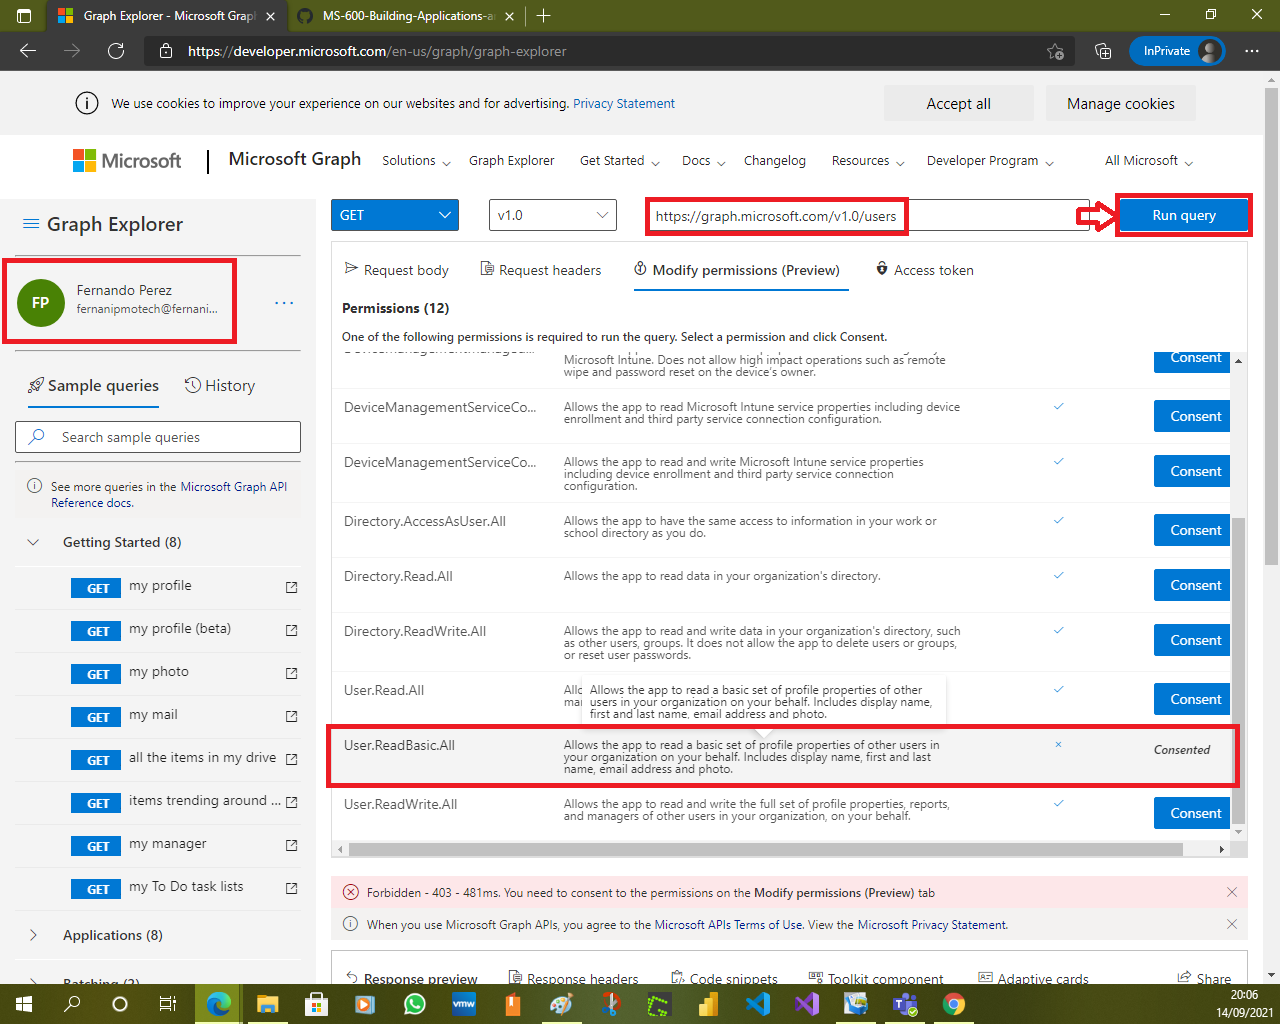 Graph Explorer - Microsoft Grap
MS-600-Building-Applications-a
https://developer.microsoft.com/en-us/graph/graph-explorer
InPrivate
We use cookies to improve your experience on our websites and for advertising. Privacy Statement
Accept all
Manage cookies
Microsoft
Microsoft Graph
Solutions
Graph Explorer
Get Started
Docs
Changelog
Resources
Developer Program
All Microsoft
Graph Explorer
GET
v1.0
https://graph.microsoft.com/v1.0/users
Run query
FP
Fernando Perez
fernanipmotech@fernani...
Request body
Request headers
Modify permissions (Preview)
Access token
Permissions (12)
One of the following permissions is required to run the query. Select a permission and click Consent.
Sample queries
History
Search sample queries
See more queries in the Microsoft Graph API
Reference docs.
Getting Started (8)
GET my profile
GET my profile (beta)
GET my photo
GET my mail
GET all the items in my drive
GET items trending around ...
GET my manager
GET my To Do task lists
Applications (8)
Batching (2)
Microsoft Intune. Does not allow high impact operations such as remote
wipe and password reset on the device's owner.
Consent
DeviceManagementServiceCo...
Allows the app to read Microsoft Intune service properties including device
enrollment and third party service connection configuration.
Consent
DeviceManagementServiceCo...
Allows the app to read and write Microsoft Intune service properties
including device enrollment and third party service connection
configuration.
Consent
Directory.AccessAsUser.All
Allows the app to have the same access to information in your work or
school directory as you do.
Consent
Directory.Read.All
Allows the app to read data in your organization's directory.
Consent
Directory.ReadWrite.All
Allows the app to read and write data in your organization's directory, such
as other users, groups. It does not allow the app to delete users or groups,
or reset user passwords.
Consent
User.Read.All
Consent
Allows the app to read a basic set of profile properties of other
users in your organization on your behalf. Includes display name,
first and last name, email address and photo.
User.ReadBasic.All
Allows the app to read a basic set of profile properties of other users in
your organization on your behalf. Includes display name, first and last
name, email address and photo.
Consented
User.ReadWrite.All
Allows the app to read and write the full set of profile properties, reports,
and managers of other users in your organization, on your behalf.
Consent
Forbidden - 403 - 481ms. You need to consent to the permissions on the Modify permissions (Preview) tab
When you use Microsoft Graph APIs, you agree to the Microsoft APIs Terms of Use. View the Microsoft Privacy Statement.
Response preview
Response headers
Code snippets
Toolkit component
Adaptive cards
Share
vmw
20:06
14/09/2021